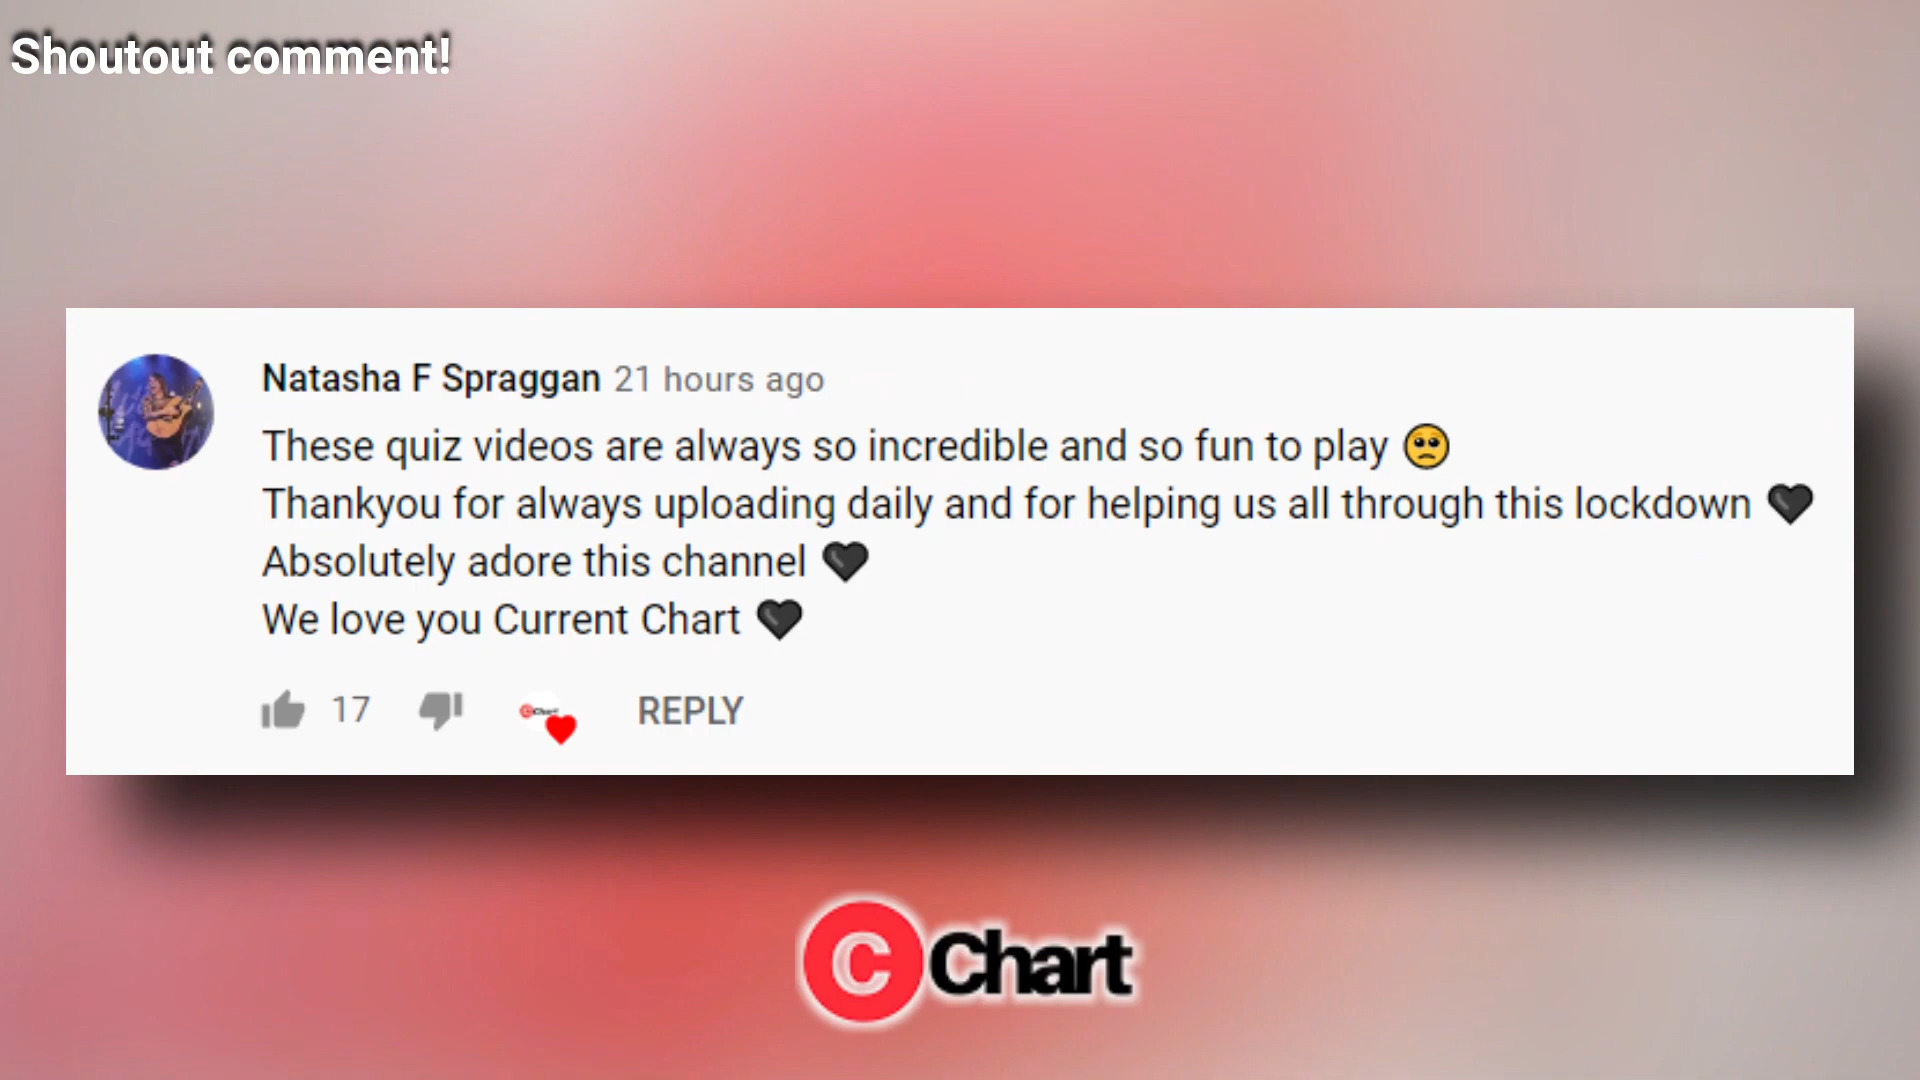 Shoutout comment!
Natasha F Spraggan 21 hours ago
These quiz videos are always so incredible and so fun to play 🥺
Thankyou for always uploading daily and for helping us all through this lockdown 🖤
Absolutely adore this channel 🖤
We love you Current Chart 🖤
17 REPLY
C Chart